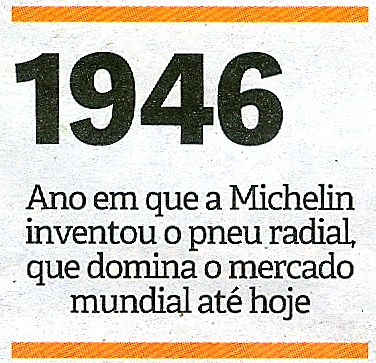 1946
Ano em que a Michelin
inventou o pneu radial,
que domina o mercado
mundial até hoje